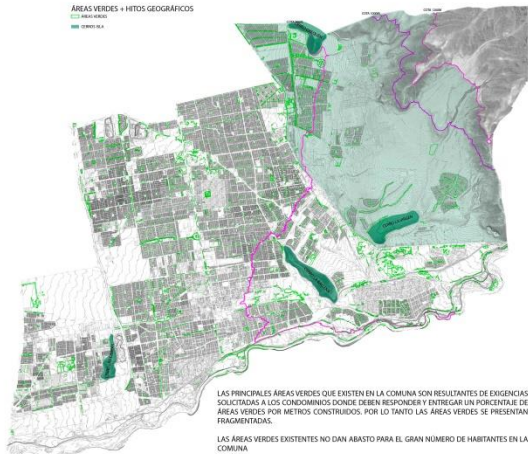 ÁREAS VERDES + HITOS GEOGRÁFICOS
ÁREAS VERDES
CERROS ISLA
LAS PRINCIPALES ÁREAS VERDES QUE EXISTEN EN LA COMUNA SON RESULTANTES DE EXIGENCIAS
SOLICITADAS A LOS CONDOMINIOS DONDE DEBEN RESPONDER Y ENTREGAR UN PORCENTAJE DE
ÁREAS VERDES POR METROS CONSTRUIDOS. POR LO TANTO LAS ÁREAS VERDES SE PRESENTAN
FRAGMENTADAS.
LAS ÁREAS VERDES EXISTENTES NO DAN ABASTO PARA EL GRAN NÚMERO DE HABITANTES EN LA
COMUNA